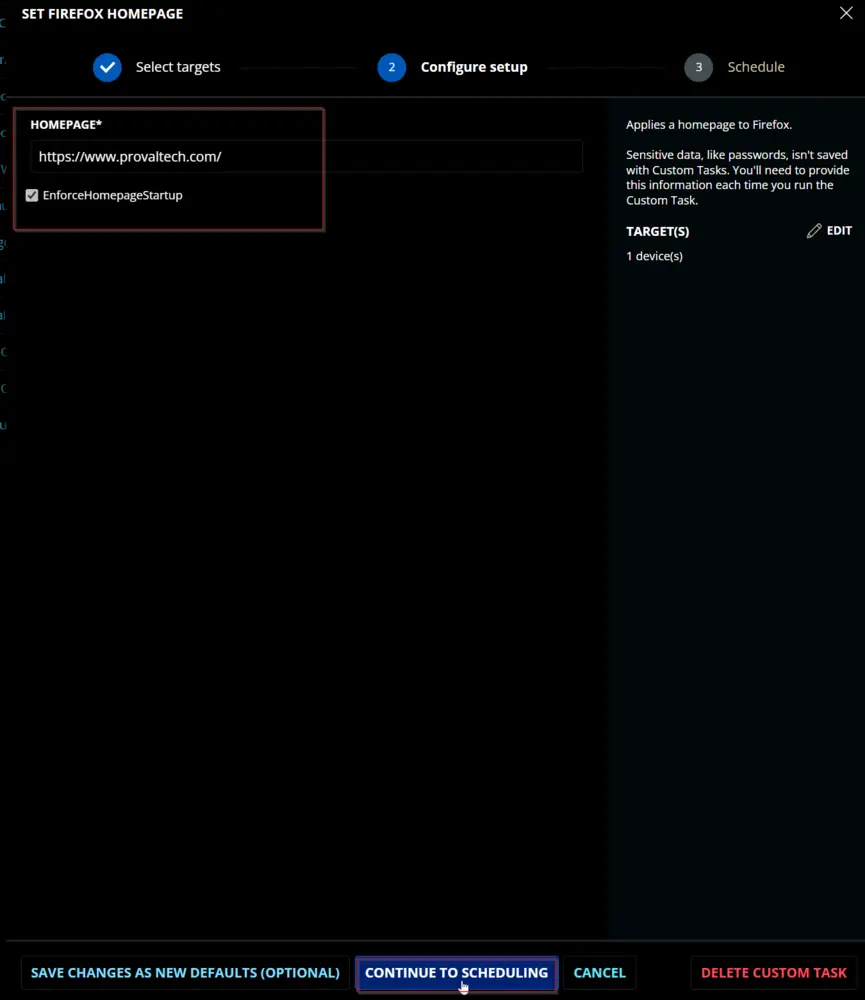 SET FIREFOX HOMEPAGE
Select targets
2
Configure setup
3
Schedule
HOMEPAGE*
https://www.provaltech.com/
EnforceHomepageStartup
Applies a homepage to Firefox.
Sensitive data, like passwords, isn't saved
with Custom Tasks. You'll need to provide
this information each time you run the
Custom Task.
TARGET(S)
EDIT
1 device(s)
SAVE CHANGES AS NEW DEFAULTS (OPTIONAL)
CONTINUE TO SCHEDULING
CANCEL
DELETE CUSTOM TASK